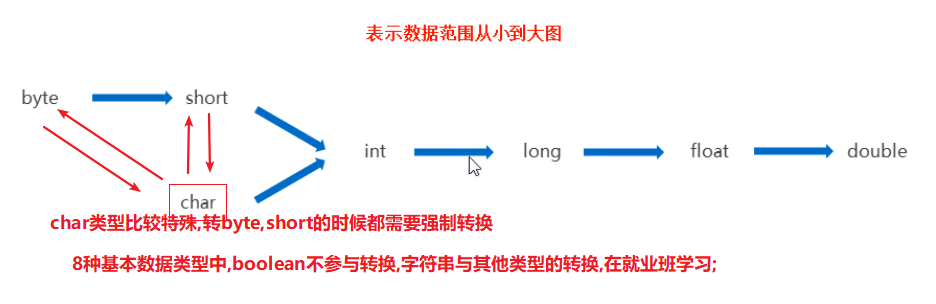 表示数据范围从小到大图
byte short
int long float double
char
char类型比较特殊,转byte,short的时候都需要强制转换
8种基本数据类型中,boolean不参与转换,字符串与其他类型的转换,在就业班学习;